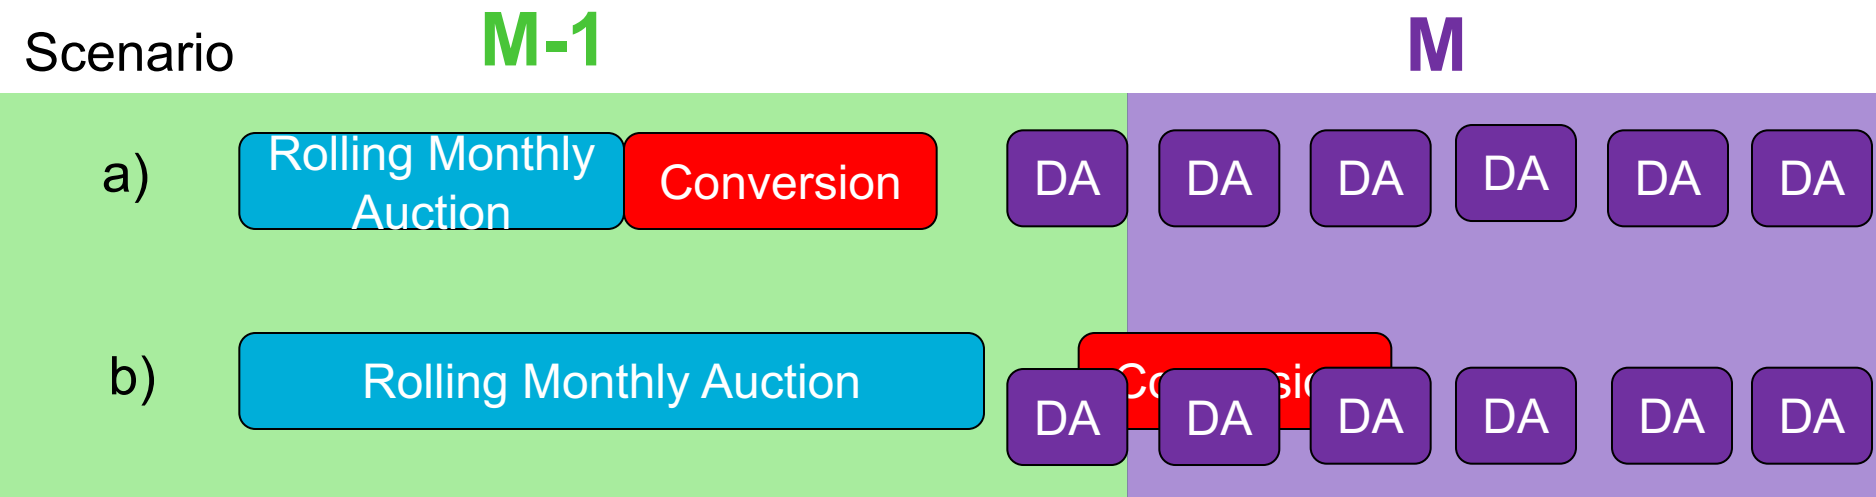 Scenario M-1 M
a) Rolling Monthly
Auction Conversion DA DA DA DA DA DA
b) Rolling Monthly Auction DA DA DA DA DA DA